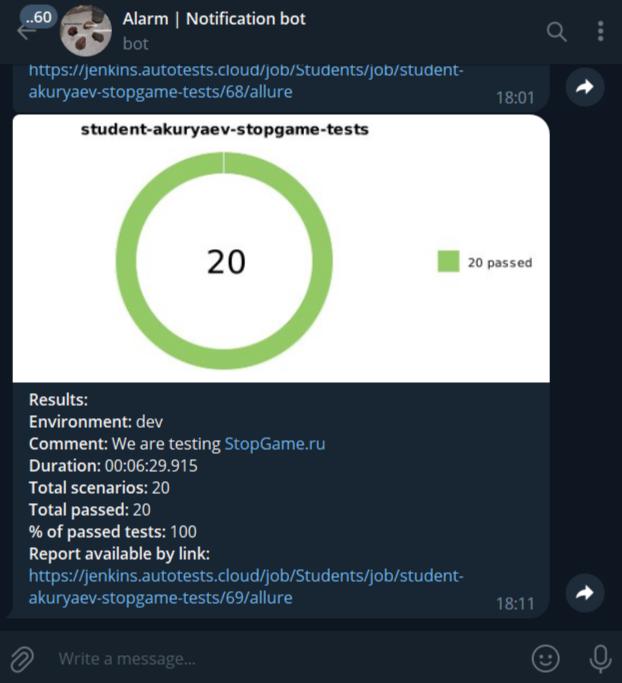 ..60
Alarm | Notification bot
bot
https://jenkins.autotests.cloud/job/Students/job/student-
akuryaev-stopgame-tests/68/allure
18:01
student-akuryaev-stopgame-tests
20
20 passed
Results:
Environment: dev
Comment: We are testing StopGame.ru
Duration: 00:06:29.915
Total scenarios: 20
Total passed: 20
% of passed tests: 100
Report available by link:
https://jenkins.autotests.cloud/job/Students/job/student-
akuryaev-stopgame-tests/69/allure
18:11
Write a message...